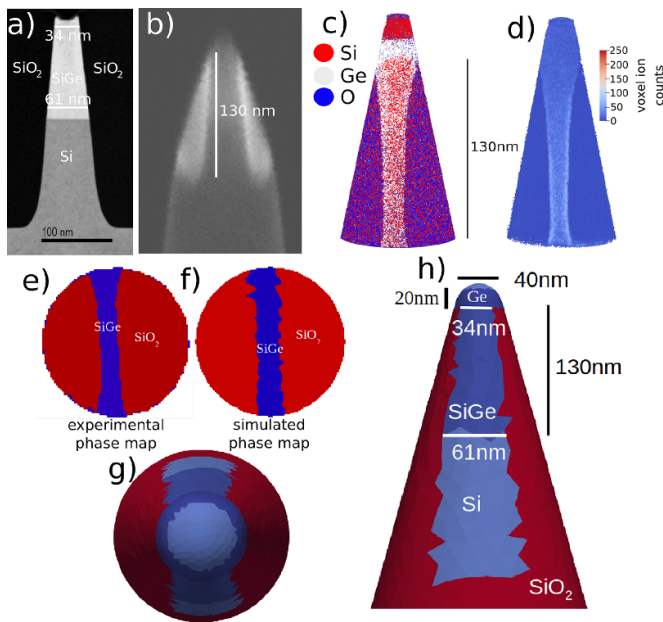 a)
34 nm
SiO2
SiGe
SiO2
61 nm
Si
100 nm
b)
130 nm
c)
Si
Ge
O
130nm
d)
250
200
150
100
50
0
voxel ion
counts
e)
SiGe
SiO2
experimental
phase map
f)
SiGe
SiO2
simulated
phase map
g)
h)
40nm
20nm
Ge
34nm
130nm
SiGe
61nm
Si
SiO2